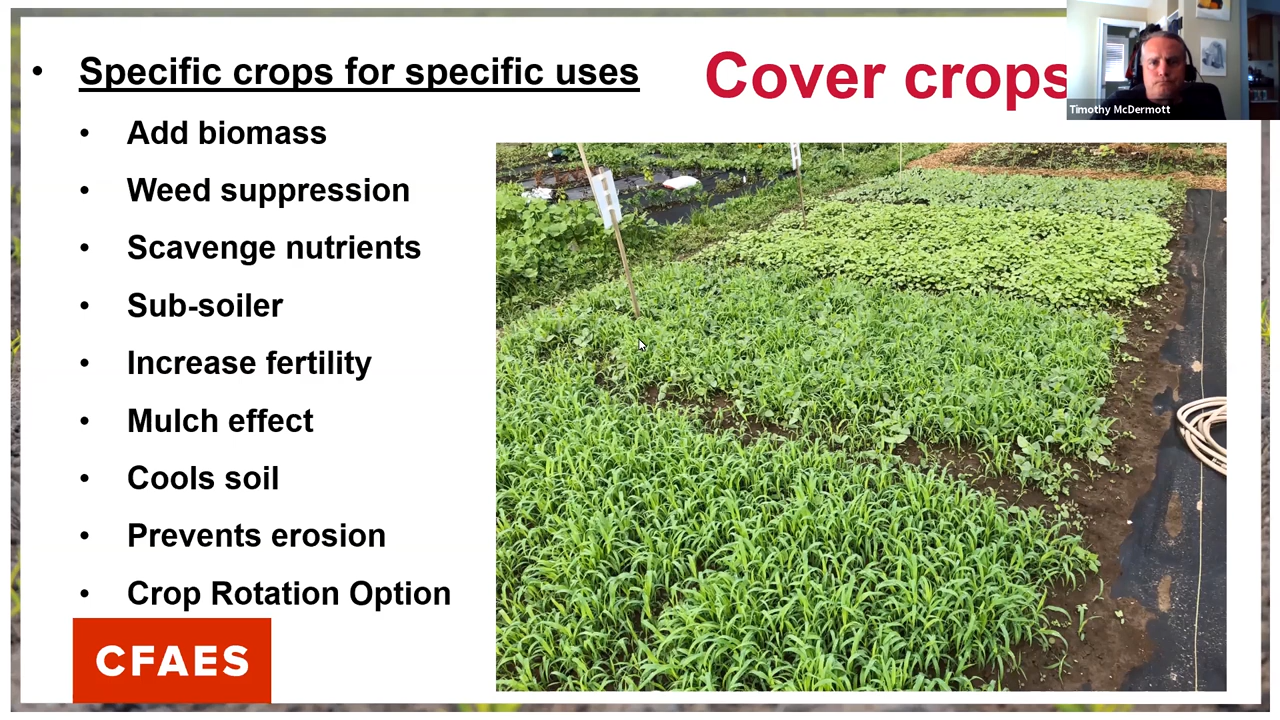 Specific crops for specific uses
Cover crops
Timothy McDermott
Add biomass
Weed suppression
Scavenge nutrients
Sub-soiler
Increase fertility
Mulch effect
Cools soil
Prevents erosion
Crop Rotation Option
CFAES